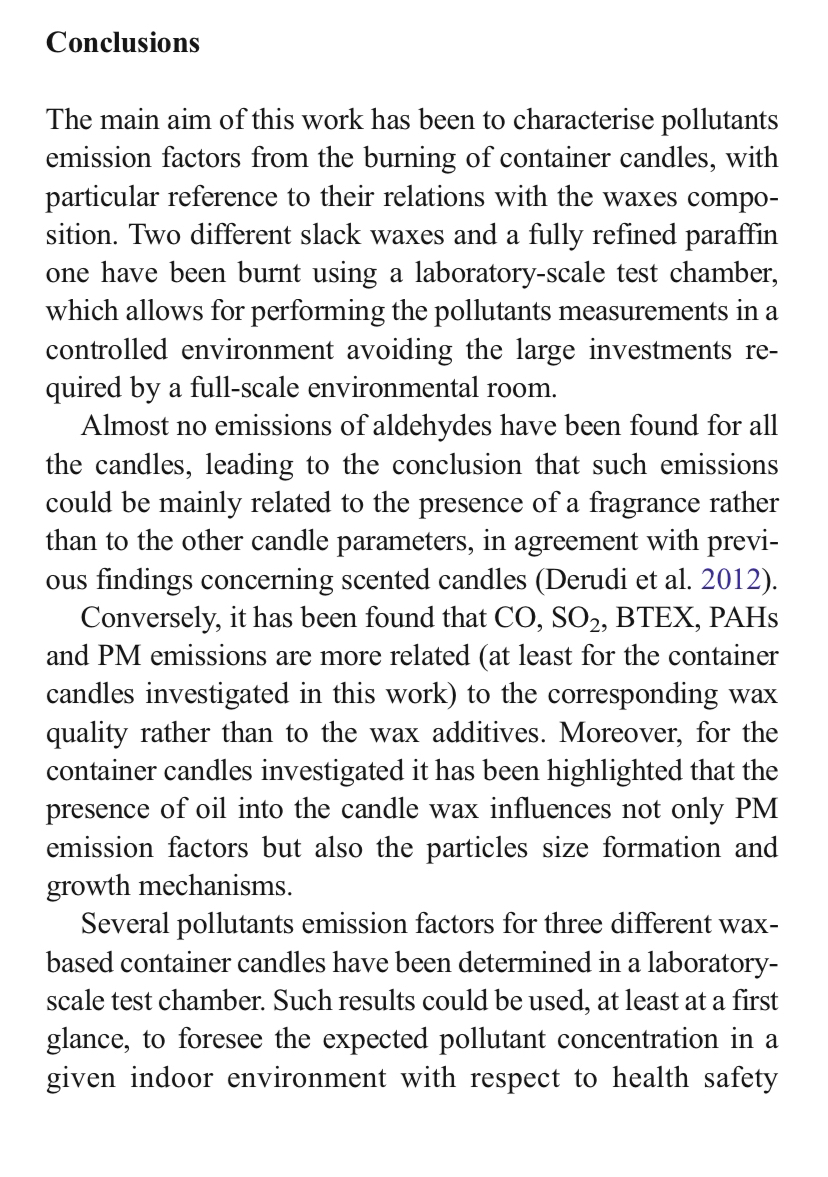 Conclusions
The main aim of this work has been to characterise pollutants
emission factors from the burning of container candles, with
particular reference to their relations with the waxes compo-
sition. Two different slack waxes and a fully refined paraffin
one have been burnt using a laboratory-scale test chamber,
which allows for performing the pollutants measurements in a
controlled environment avoiding the large investments re-
quired by a full-scale environmental room.
Almost no emissions of aldehydes have been found for all
the candles, leading to the conclusion that such emissions
could be mainly related to the presence of a fragrance rather
than to the other candle parameters, in agreement with previ-
ous findings concerning scented candles (Derudi et al. 2012).
Conversely, it has been found that CO, SO₂, BTEX, PAHs
and PM emissions are more related (at least for the container
candles investigated in this work) to the corresponding wax
quality rather than to the wax additives. Moreover, for the
container candles investigated it has been highlighted that the
presence of oil into the candle wax influences not only PM
emission factors but also the particles size formation and
growth mechanisms.
Several pollutants emission factors for three different wax-
based container candles have been determined in a laboratory-
scale test chamber. Such results could be used, at least at a first
glance, to foresee the expected pollutant concentration in a
given indoor environment with respect to health safety